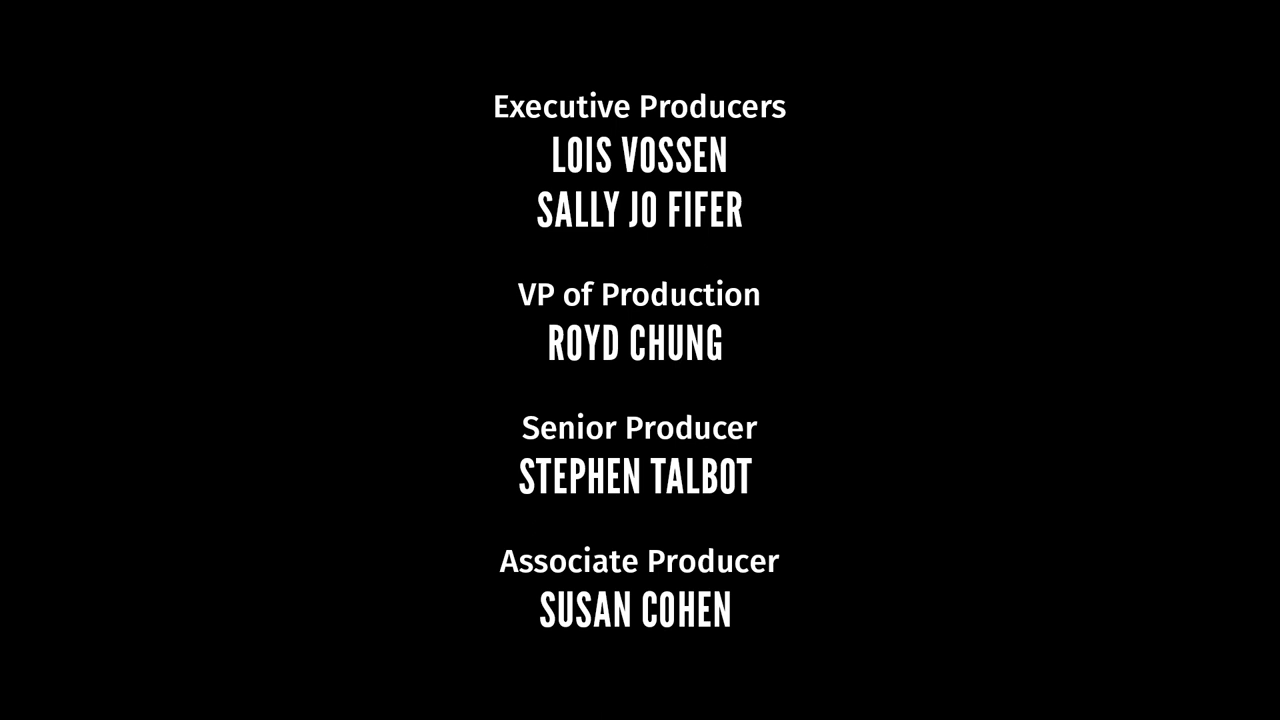 Executive Producers
LOIS VOSSEN
SALLY JO FIFER
VP of Production
ROYD CHUNG
Senior Producer
STEPHEN TALBOT
Associate Producer
SUSAN COHEN